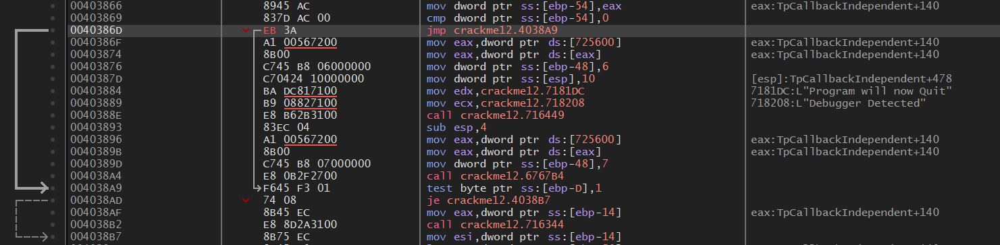 00403866 8945 AC mov dword ptr ss:[ebp-54],eax eax:TpCallbackIndependent+140
00403869 837D AC 00 cmp dword ptr ss:[ebp-54],0
0040386D EB 3A jmp crackme12.4038A9
0040386F A1 00567200 mov eax,dword ptr ds:[725600] eax:TpCallbackIndependent+140
00403874 8B00 mov eax,dword ptr ds:[eax] eax:TpCallbackIndependent+140
00403876 C745 B8 06000000 mov dword ptr ss:[ebp-48],6
0040387D C70424 10000000 mov dword ptr ss:[esp],10 [esp]:TpCallbackIndependent+478
00403884 BA DC817100 mov edx,crackme12.7181DC 7181DC:L"Program will now Quit"
00403889 B9 08827100 mov ecx,crackme12.718208 718208:L"Debugger Detected"
0040388E E8 B62B3100 call crackme12.716449
00403893 83EC 04 sub esp,4
00403896 A1 00567200 mov eax,dword ptr ds:[725600] eax:TpCallbackIndependent+140
0040389B 8B00 mov eax,dword ptr ds:[eax] eax:TpCallbackIndependent+140
0040389D C745 B8 07000000 mov dword ptr ss:[ebp-48],7
004038A4 E8 0B2F2700 call crackme12.6767B4
004038A9 F645 F3 01 test byte ptr ss:[ebp-D],1
004038AD 74 08 je crackme12.4038B7
004038AF 8B45 EC mov eax,dword ptr ss:[ebp-14] eax:TpCallbackIndependent+140
004038B2 E8 8D2A3100 call crackme12.716344
004038B7 8B75 EC mov esi,dword ptr ss:[ebp-14]